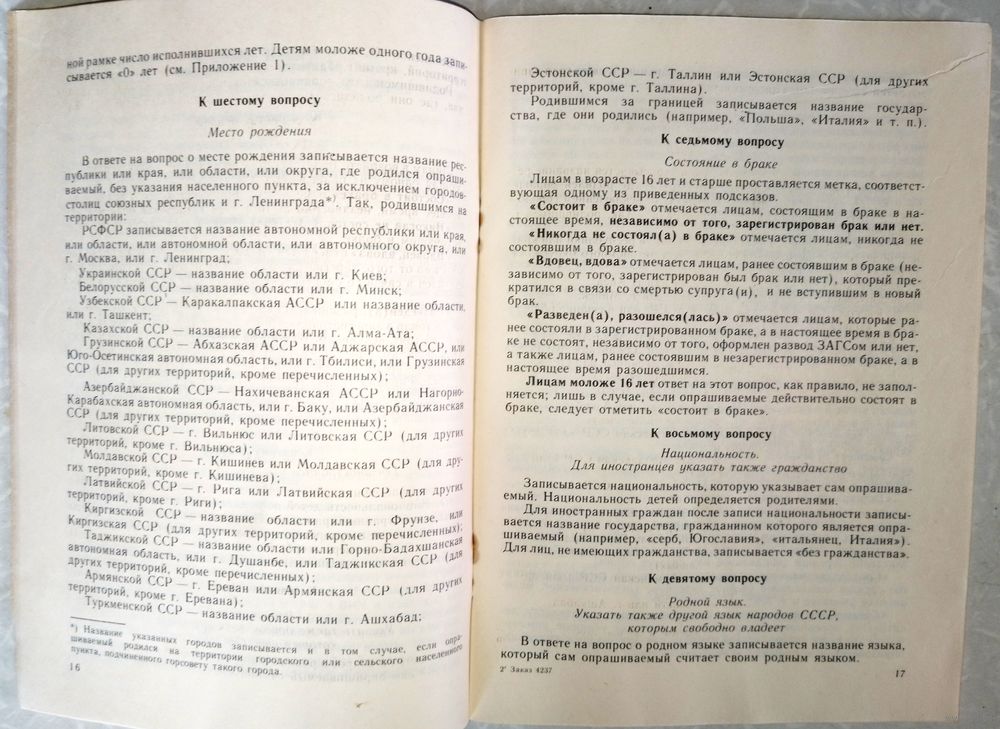 ной рамке число исполнившихся лет. Детям моложе одного года запи-
сывается «0» лет (см. Приложение 1).
К шестому вопросу
Место рождения
В ответе на вопрос о месте рождения записывается название рес-
публики или края, или области, или округа, где родился опраши-
ваемый, без указания населенного пункта, за исключением городов-
столиц союзных республик и г. Ленинграда*). Так, родившимся на
территории:
РСФСР записывается название автономной республики или края,
или области, или автономной области, или автономного округа, или
г. Москва, или г. Ленинград;
Украинской ССР — название области или г. Киев;
Белорусской ССР — название области или г. Минск;
Узбекской ССР — Каракалпакская АССР или название области,
или г. Ташкент;
Казахской ССР — название области или г. Алма-Ата;
Грузинской ССР — Абхазская АССР или Аджарская АССР, или
Юго-Осетинская автономная область, или г. Тбилиси, или Грузинская
ССР (для других территорий, кроме перечисленных);
Азербайджанской ССР — Нахичеванская АССР или Нагорно-
Карабахская автономная область, или г. Баку, или Азербайджанская
ССР (для других территорий, кроме перечисленных);
Литовской ССР — г. Вильнюс или Литовская ССР (для других
территорий, кроме г. Вильнюса);
Молдавской ССР — г. Кишинев или Молдавская ССР (для дру-
гих территорий, кроме г. Кишинева);
Латвийской ССР — г. Рига или Латвийская ССР (для других
территорий, кроме г. Риги);
Киргизской ССР — название области или г. Фрунзе, или
Киргизская ССР (для других территорий, кроме перечисленных);
Таджикской ССР — название области или Горно-Бадахшанская
автономная область, или г. Душанбе, или Таджикская ССР (для
других территорий, кроме перечисленных);
Армянской ССР — г. Ереван или Армянская ССР (для других
территорий, кроме г. Еревана);
Туркменской ССР — название области или г. Ашхабад;
*) Название указанных городов записывается и в том случае, если опра-
шиваемый родился на территории городского или сельского населенного
пункта, подчиненного горсовету такого города.
16
Эстонской ССР — г. Таллин или Эстонская ССР (для других
территорий, кроме г. Таллина).
Родившимся за границей записывается название государ-
ства, где они родились (например, «Польша», «Италия» и т. п.).
К седьмому вопросу
Состояние в браке
Лицам в возрасте 16 лет и старше проставляется метка, соответст-
вующая одному из приведенных подсказов.
«Состоит в браке» отмечается лицам, состоящим в браке в на-
стоящее время, независимо от того, зарегистрирован брак или нет.
«Никогда не состоял(а) в браке» отмечается лицам, никогда не
состоявшим в браке.
«Вдовец, вдова» отмечается лицам, ранее состоявшим в браке (не-
зависимо от того, зарегистрирован был брак или нет), который пре-
кратился в связи со смертью супруга(и), и не вступившим в новый
брак.
«Разведен(а), разошелся(лась)» отмечается лицам, которые ра-
нее состояли в зарегистрированном браке, а в настоящее время в бра-
ке не состоят, независимо от того, оформлен развод ЗАГСом или нет,
а также лицам, ранее состоявшим в незарегистрированном браке, а в
настоящее время разошедшимся.
Лицам моложе 16 лет ответ на этот вопрос, как правило, не запол-
няется; лишь в случае, если опрашиваемые действительно состоят в
браке, следует отметить «состоит в браке».
К восьмому вопросу
Национальность.
Для иностранцев указать также гражданство
Записывается национальность, которую указывает сам опрашива-
емый. Национальность детей определяется родителями.
Для иностранных граждан после записи национальности записы-
вается название государства, гражданином которого является опра-
шиваемый (например, «серб, Югославия», «итальянец, Италия»).
Для лиц, не имеющих гражданства, записывается «без гражданства».
К девятому вопросу
Родной язык.
Указать также другой язык народов СССР,
которым свободно владеет
В ответе на вопрос о родном языке записывается название языка,
который сам опрашиваемый считает своим родным языком.
2* Заказ 4237
17